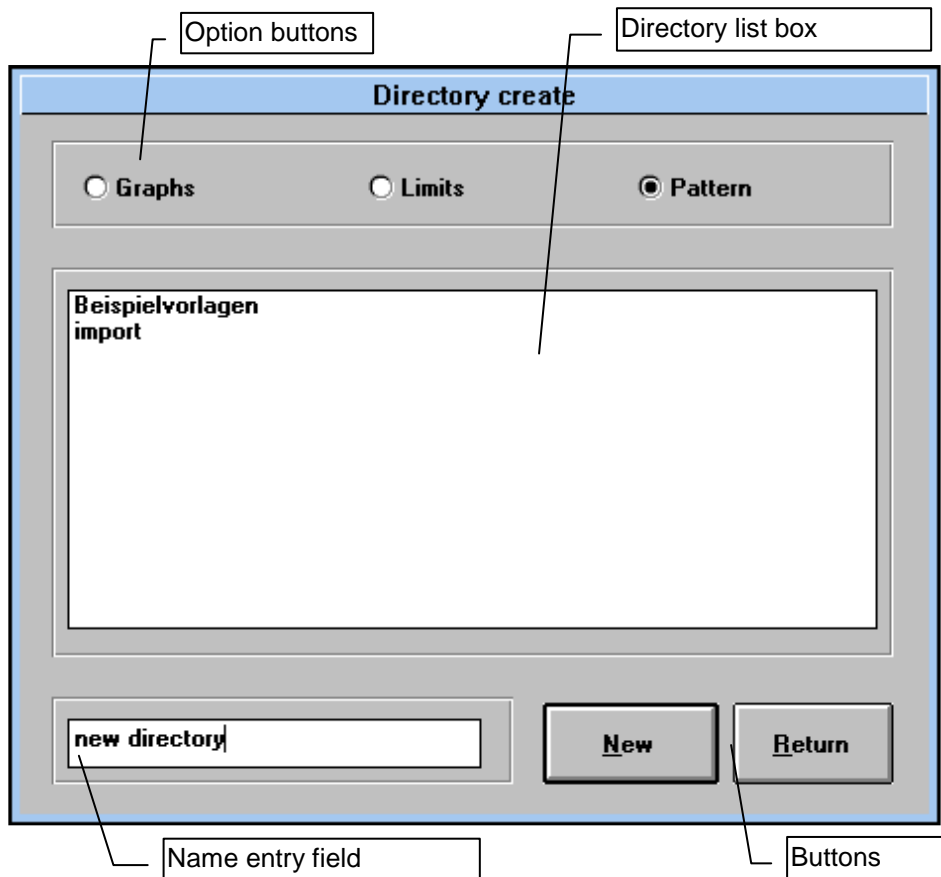 Option buttons
Directory list box
Directory create
Graphs
Limits
Pattern
Beispielvorlagen
import
new directory
New
Return
Name entry field
Buttons